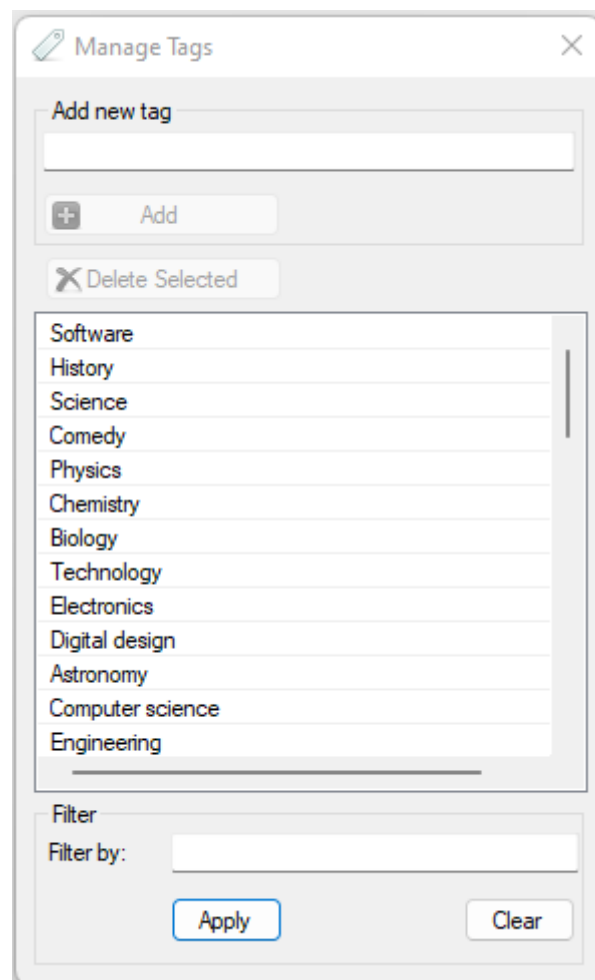 Manage Tags
Add new tag
Add
Delete Selected
Software
History
Science
Comedy
Physics
Chemistry
Biology
Technology
Electronics
Digital design
Astronomy
Computer science
Engineering
Filter
Filter by:
Apply Clear